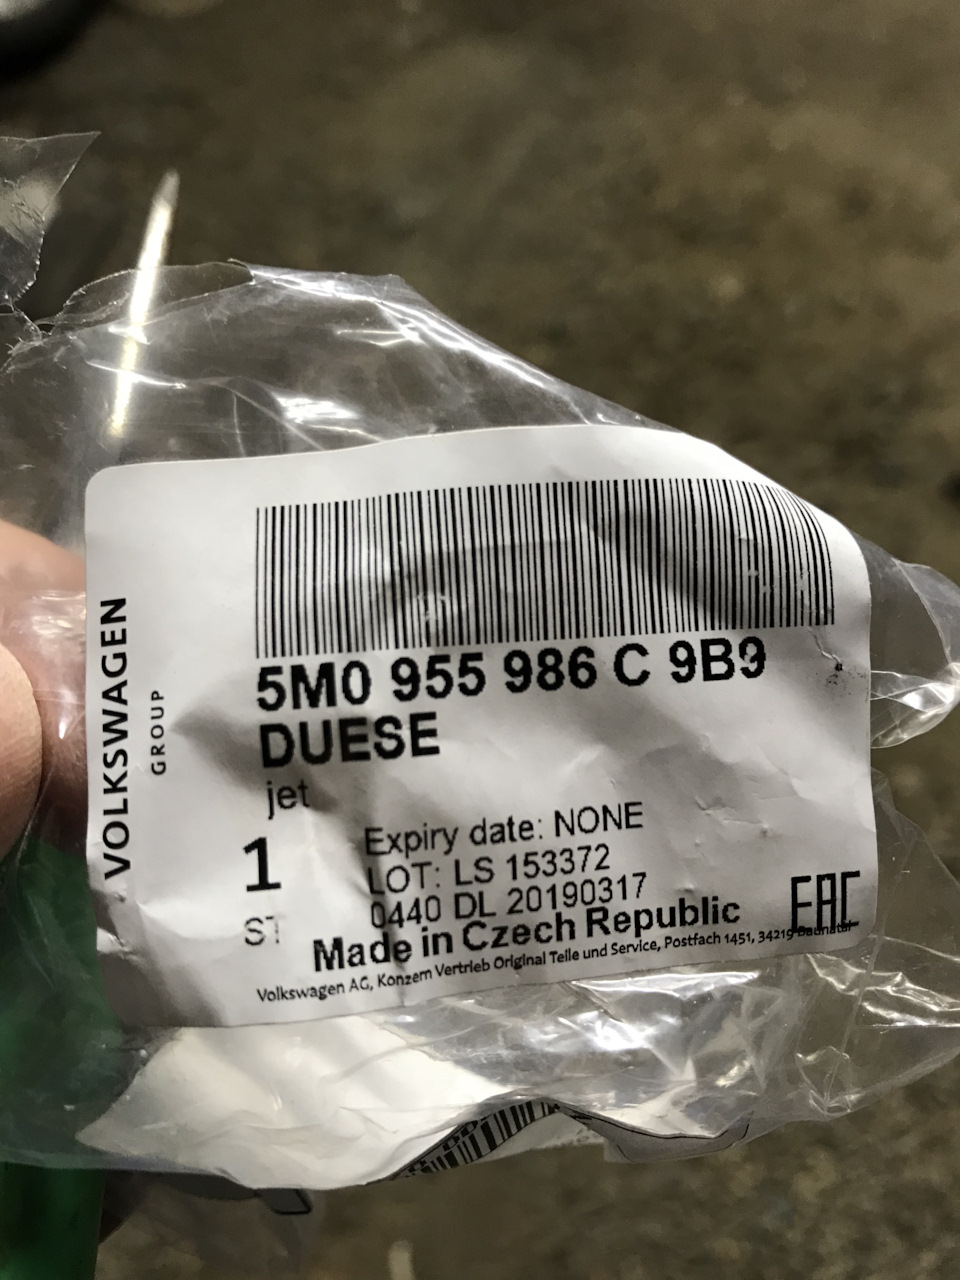 VOLKSWAGEN
GROUP
5M0 955 986 C 9B9
DUESE
jet
1
ST
Expiry date: NONE
LOT: LS 153372
0440 DL 20190317
Made in Czech Republic
EAC
Volkswagen AG, Konzern Vertrieb Original Teile und Service, Postfach 1451, 34219 Baunatal